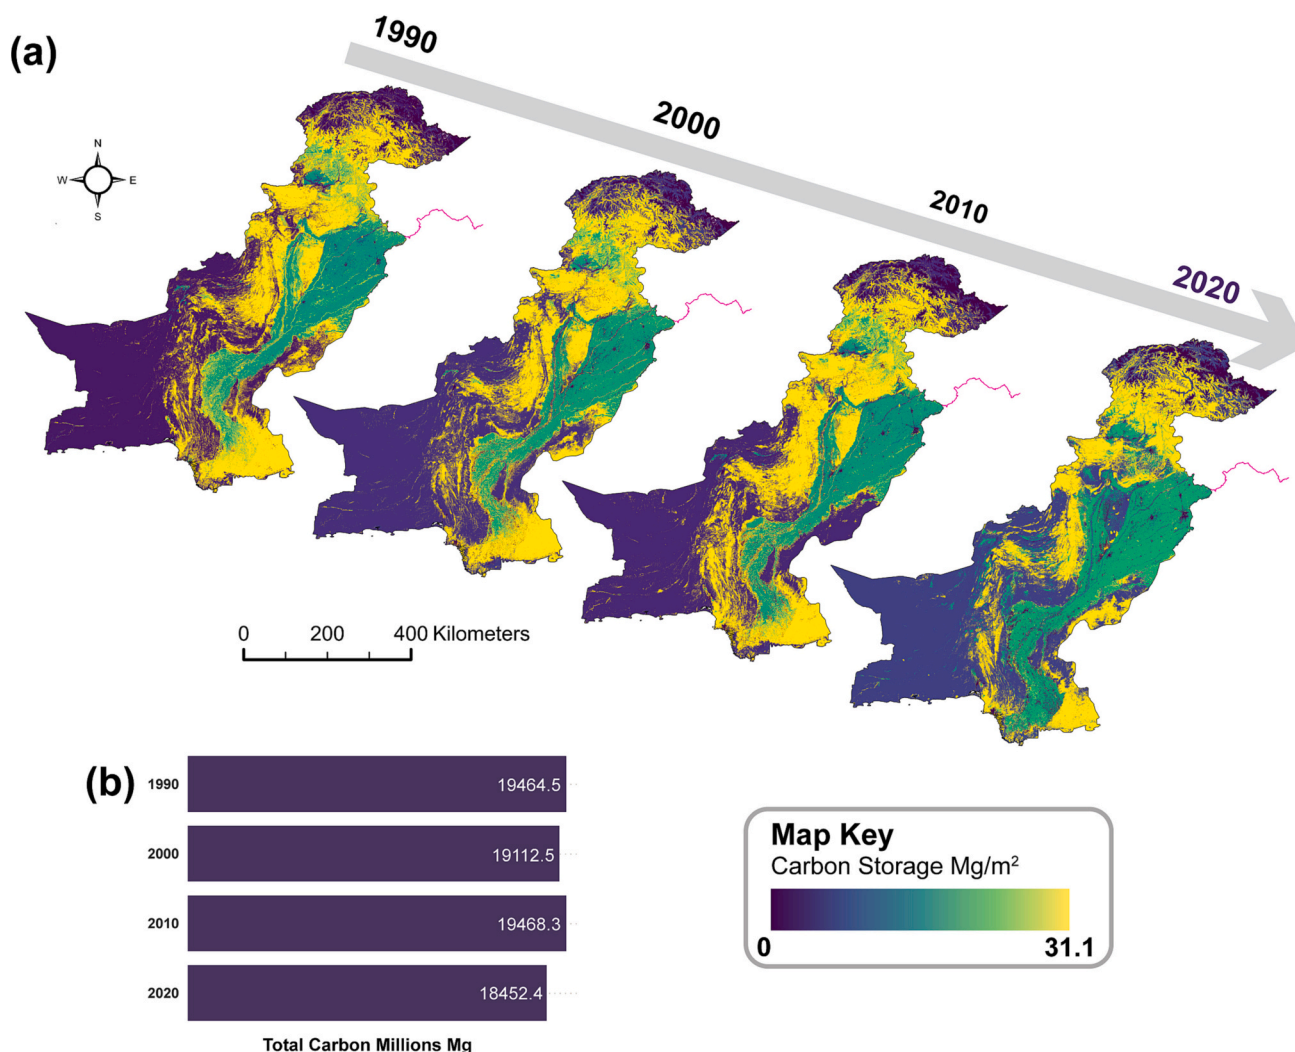 (a)
1990
2000
2010
2020
N
W E
S
0 200 400 Kilometers
(b)
1990 19464.5
2000 19112.5
2010 19468.3
2020 18452.4
Total Carbon Millions Mg
Map Key
Carbon Storage Mg/m²
0 31.1